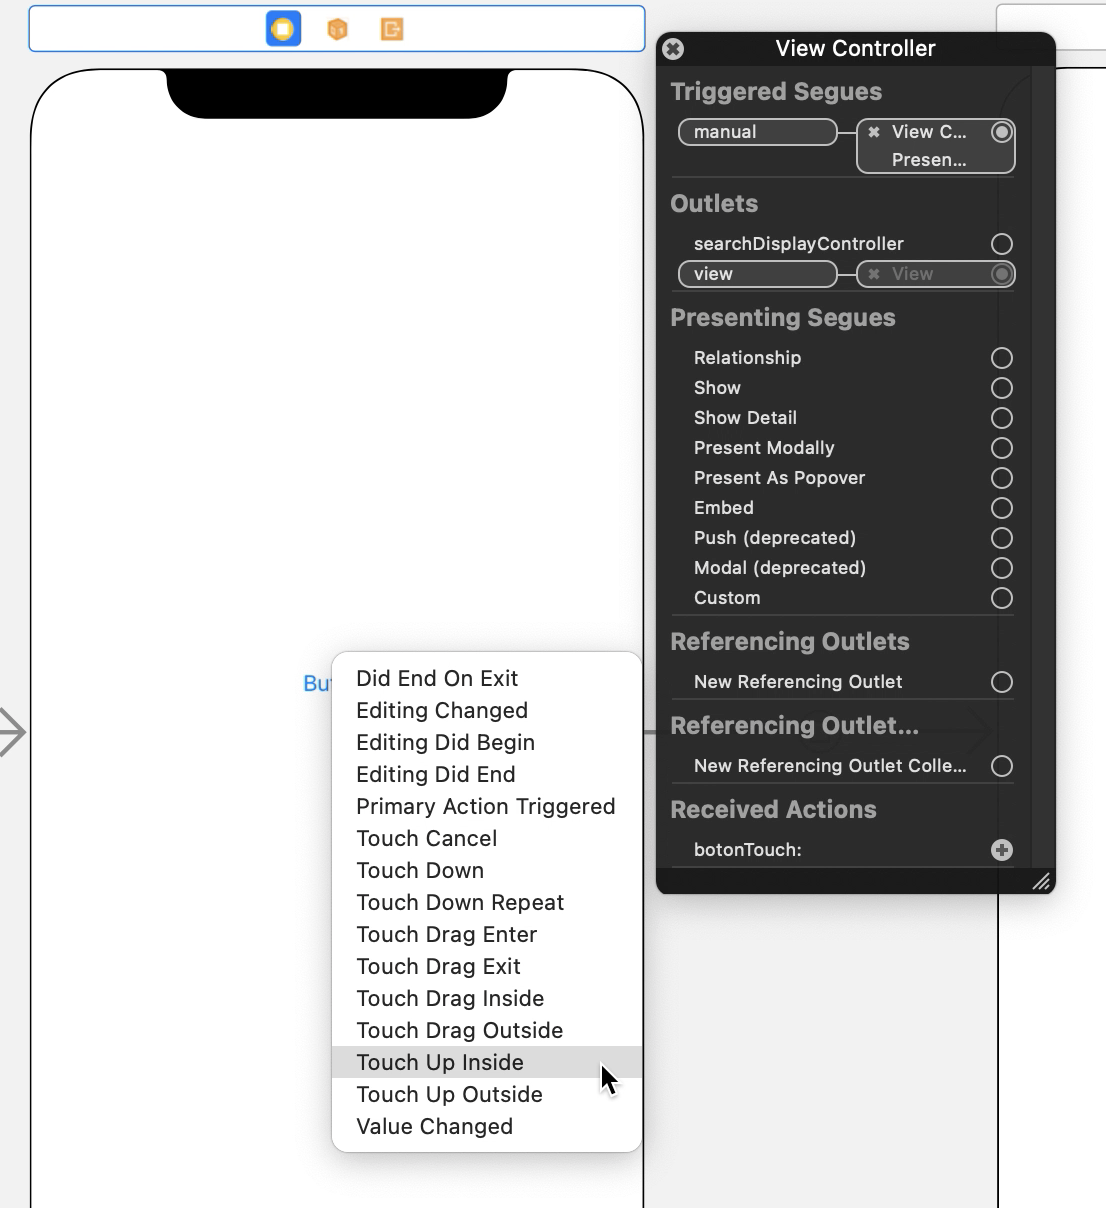 View Controller
Triggered Segues
manual
View C...
Presen...
Outlets
searchDisplayController
view
View
Presenting Segues
Relationship
Show
Show Detail
Present Modally
Present As Popover
Embed
Push (deprecated)
Modal (deprecated)
Custom
Referencing Outlets
New Referencing Outlet
Referencing Outlet...
New Referencing Outlet Colle...
Received Actions
botonTouch:
Did End On Exit
Editing Changed
Editing Did Begin
Editing Did End
Primary Action Triggered
Touch Cancel
Touch Down
Touch Down Repeat
Touch Drag Enter
Touch Drag Exit
Touch Drag Inside
Touch Drag Outside
Touch Up Inside
Touch Up Outside
Value Changed